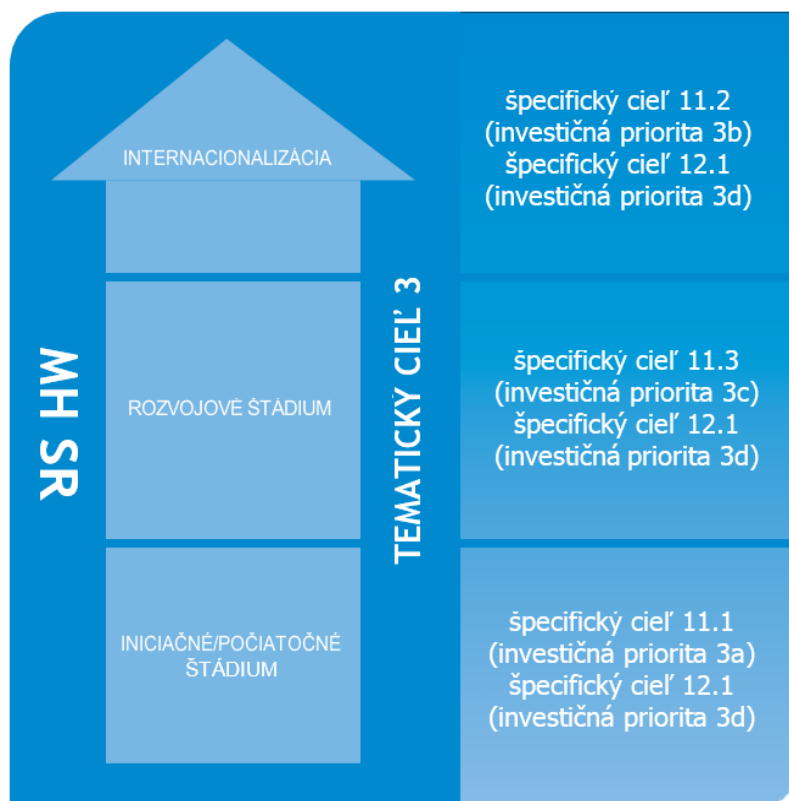 MH SR
INTERNACIONALIZÁCIA
ROZVOJOVÉ ŠTÁDIUM
INICIAČNÉ/POČIATOČNÉ
ŠTÁDIUM
TEMATICKÝ CIEĽ 3
špecifický cieľ 11.2
(investičná priorita 3b)
špecifický cieľ 12.1
(investičná priorita 3d)
špecifický cieľ 11.3
(investičná priorita 3c)
špecifický cieľ 12.1
(investičná priorita 3d)
špecifický cieľ 11.1
(investičná priorita 3a)
špecifický cieľ 12.1
(investičná priorita 3d)